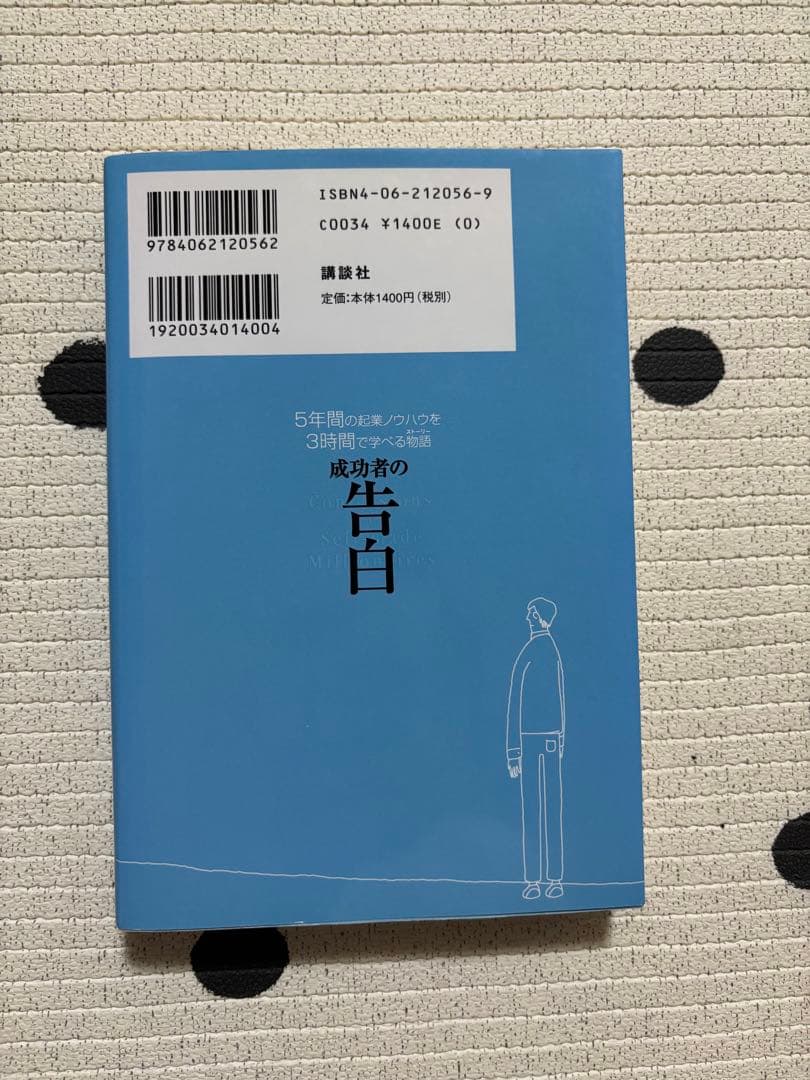 ISBN4-06-212056-9
9784062120562
C0034 ¥1400E (0)
講談社
1920034014004
定価:本体1400円(税別)
5年間の起業ノウハウを
3時間で学べる物語
ストーリー
成功者の
告白